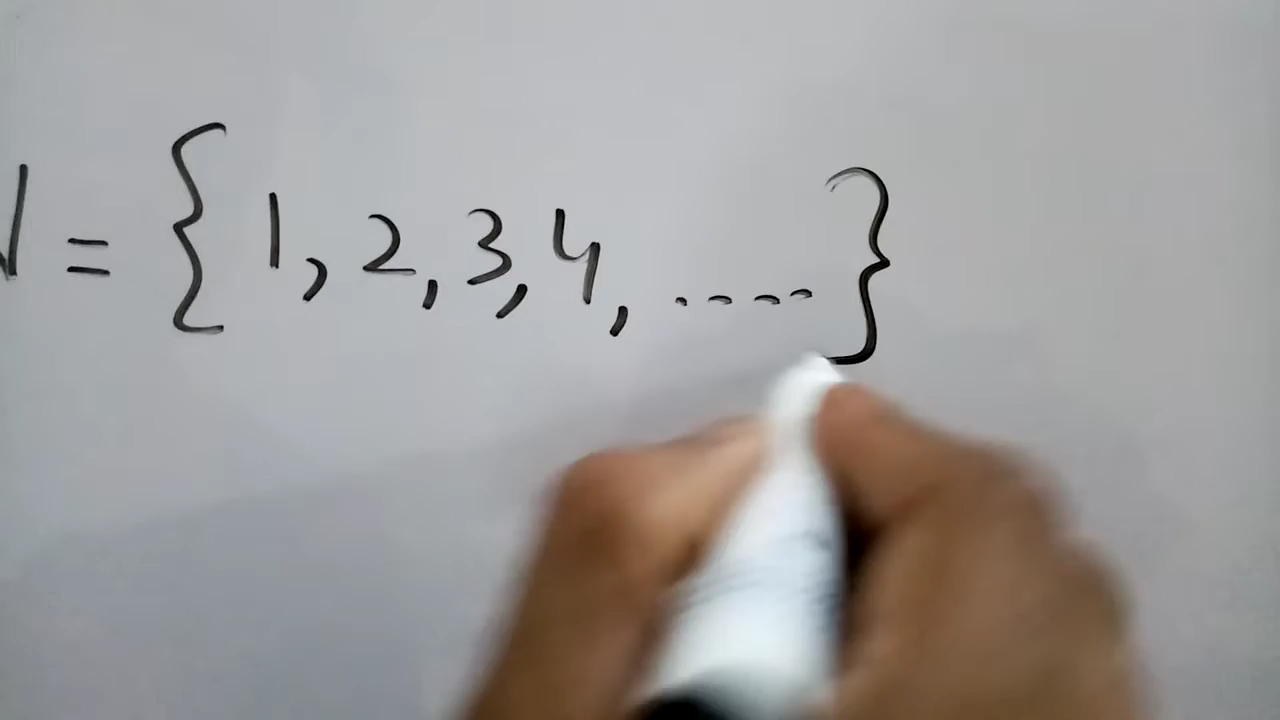 = { 1, 2, 3, 4, ..... }